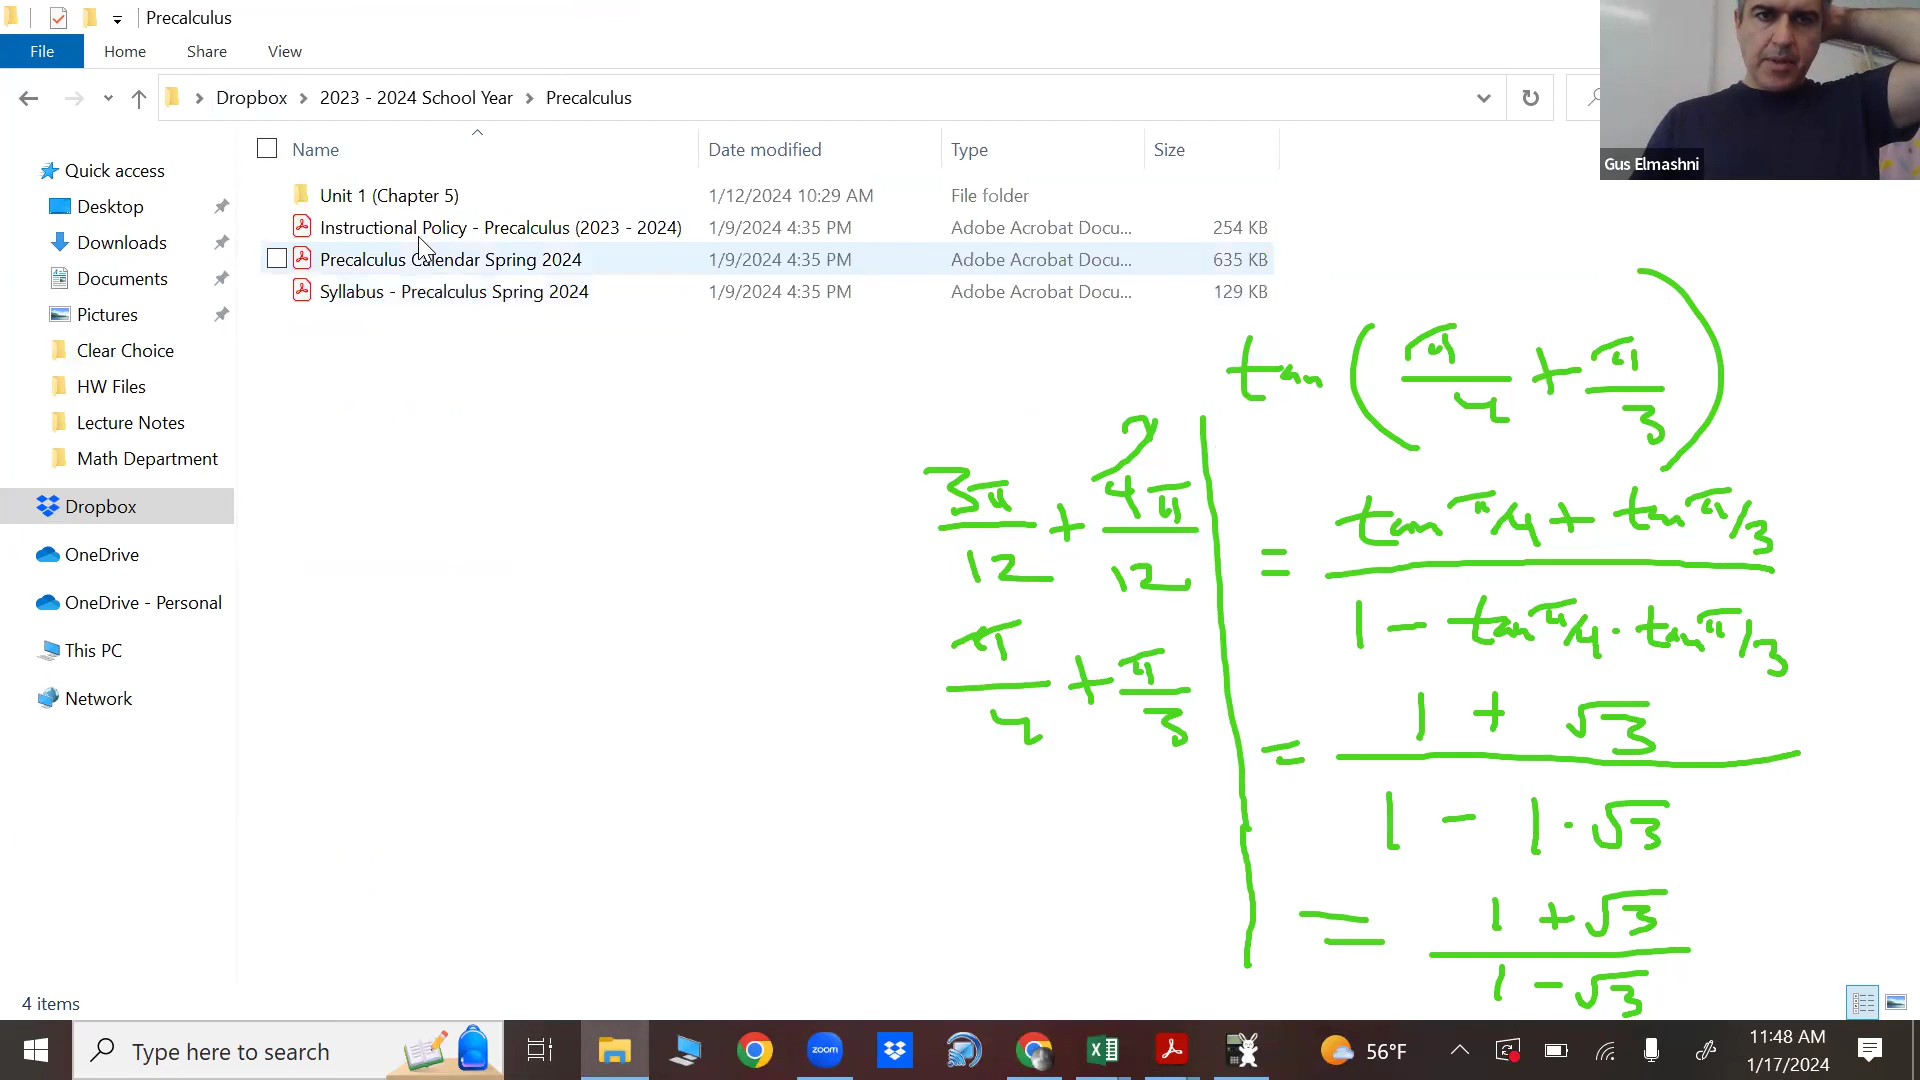 Precalculus
File Home Share View
Dropbox > 2023 - 2024 School Year > Precalculus
Gus Elmashni
Name Date modified Type Size
Unit 1 (Chapter 5) 1/12/2024 10:29 AM File folder
Instructional Policy - Precalculus (2023 - 2024) 1/9/2024 4:35 PM Adobe Acrobat Docu... 254 KB
Precalculus Calendar Spring 2024 1/9/2024 4:35 PM Adobe Acrobat Docu... 635 KB
Syllabus - Precalculus Spring 2024 1/9/2024 4:35 PM Adobe Acrobat Docu... 129 KB
Quick access
Desktop
Downloads
Documents
Pictures
Clear Choice
HW Files
Lecture Notes
Math Department
Dropbox
OneDrive
OneDrive - Personal
This PC
Network
3π/12 + 4π/12
π/4 + π/3
tan (π/4 + π/3)
= (tan π/4 + tan π/3) / (1 - tan π/4 · tan π/3)
= (1 + √3) / (1 - 1·√3)
= (1 + √3) / (1 - √3)
4 items
Type here to search
zoom
56°F
11:48 AM
1/17/2024